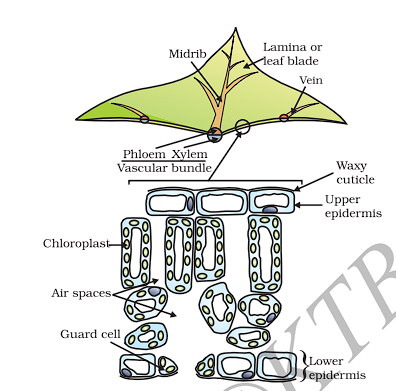 Midrib
Lamina or
leaf blade
Vein
Phloem Xylem
Vascular bundle
Waxy
cuticle
Upper
epidermis
Chloroplast
Air spaces
Guard cell
Lower
epidermis
©KTB